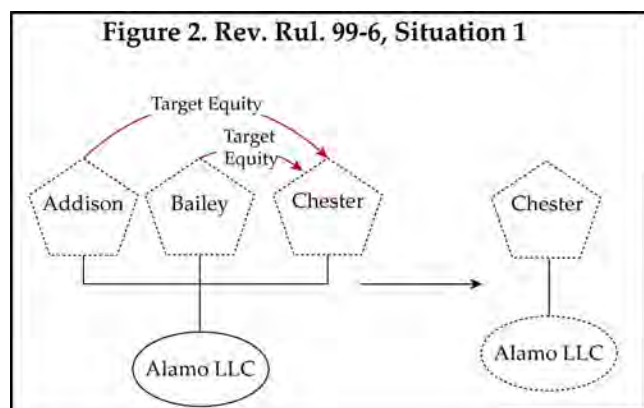 Figure 2. Rev. Rul. 99-6, Situation 1
Target Equity
Target
Equity
Addison
Bailey
Chester
Chester
Alamo LLC
Alamo LLC